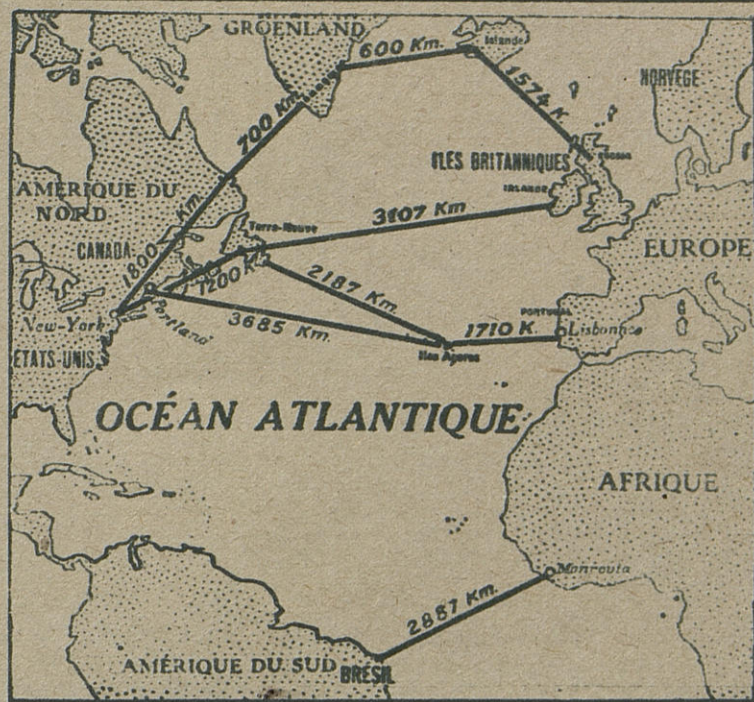 GROENLAND
600 Km.
Islande
1574 K.
NORVÈGE
700 Km.
ILES BRITANNIQUES
IRLANDE
AMÉRIQUE DU
NORD
1800 Km.
Terre-Neuve
3107 Km
CANADA
EUROPE
1200 K.
2187 Km.
New-York
Portland
3685 Km.
PORTUGAL
1710 K.
Lisbonne
Iles Açores
ÉTATS-UNIS
OCÉAN ATLANTIQUE
AFRIQUE
2887 Km.
AMÉRIQUE DU SUD
BRÉSIL